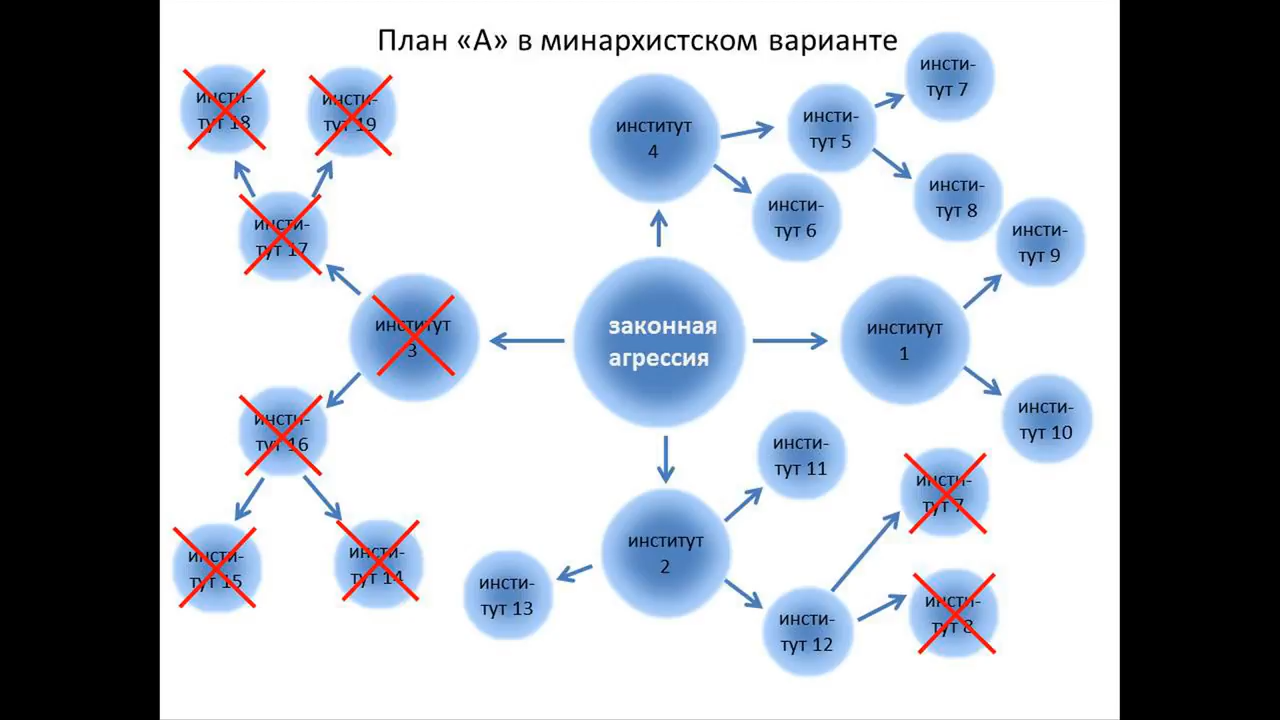 План «А» в минархистском варианте
инсти-
тут 18
инсти-
тут 19
институт
4
инсти-
тут 5
инсти-
тут 7
инсти-
тут 6
инсти-
тут 8
инсти-
тут 17
инсти-
тут 9
институт
3
законная
агрессия
институт
1
инсти-
тут 16
инсти-
тут 11
инсти-
тут 10
инсти-
тут 7
инсти-
тут 15
инсти-
тут 14
инсти-
тут 13
институт
2
инсти-
тут 12
инсти-
тут 8